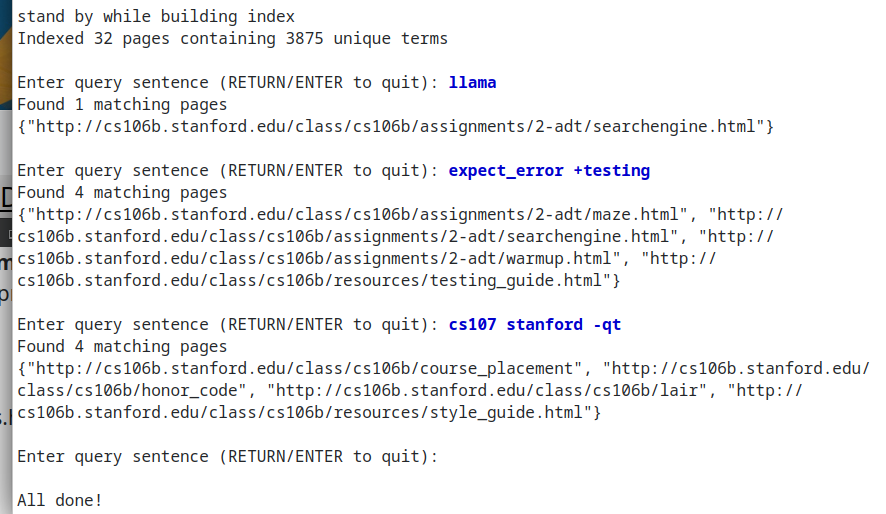 stand by while building index
Indexed 32 pages containing 3875 unique terms
Enter query sentence (RETURN/ENTER to quit): llama
Found 1 matching pages
{"http://cs106b.stanford.edu/class/cs106b/assignments/2-adt/searchengine.html"}
Enter query sentence (RETURN/ENTER to quit): expect_error +testing
Found 4 matching pages
{"http://cs106b.stanford.edu/class/cs106b/assignments/2-adt/maze.html", "http://
cs106b.stanford.edu/class/cs106b/assignments/2-adt/searchengine.html", "http://
cs106b.stanford.edu/class/cs106b/assignments/2-adt/warmup.html", "http://
cs106b.stanford.edu/class/cs106b/resources/testing_guide.html"}
Enter query sentence (RETURN/ENTER to quit): cs107 stanford -qt
Found 4 matching pages
{"http://cs106b.stanford.edu/class/cs106b/course_placement", "http://cs106b.stanford.edu/
class/cs106b/honor_code", "http://cs106b.stanford.edu/class/cs106b/lair", "http://
cs106b.stanford.edu/class/cs106b/resources/style_guide.html"}
Enter query sentence (RETURN/ENTER to quit):
All done!